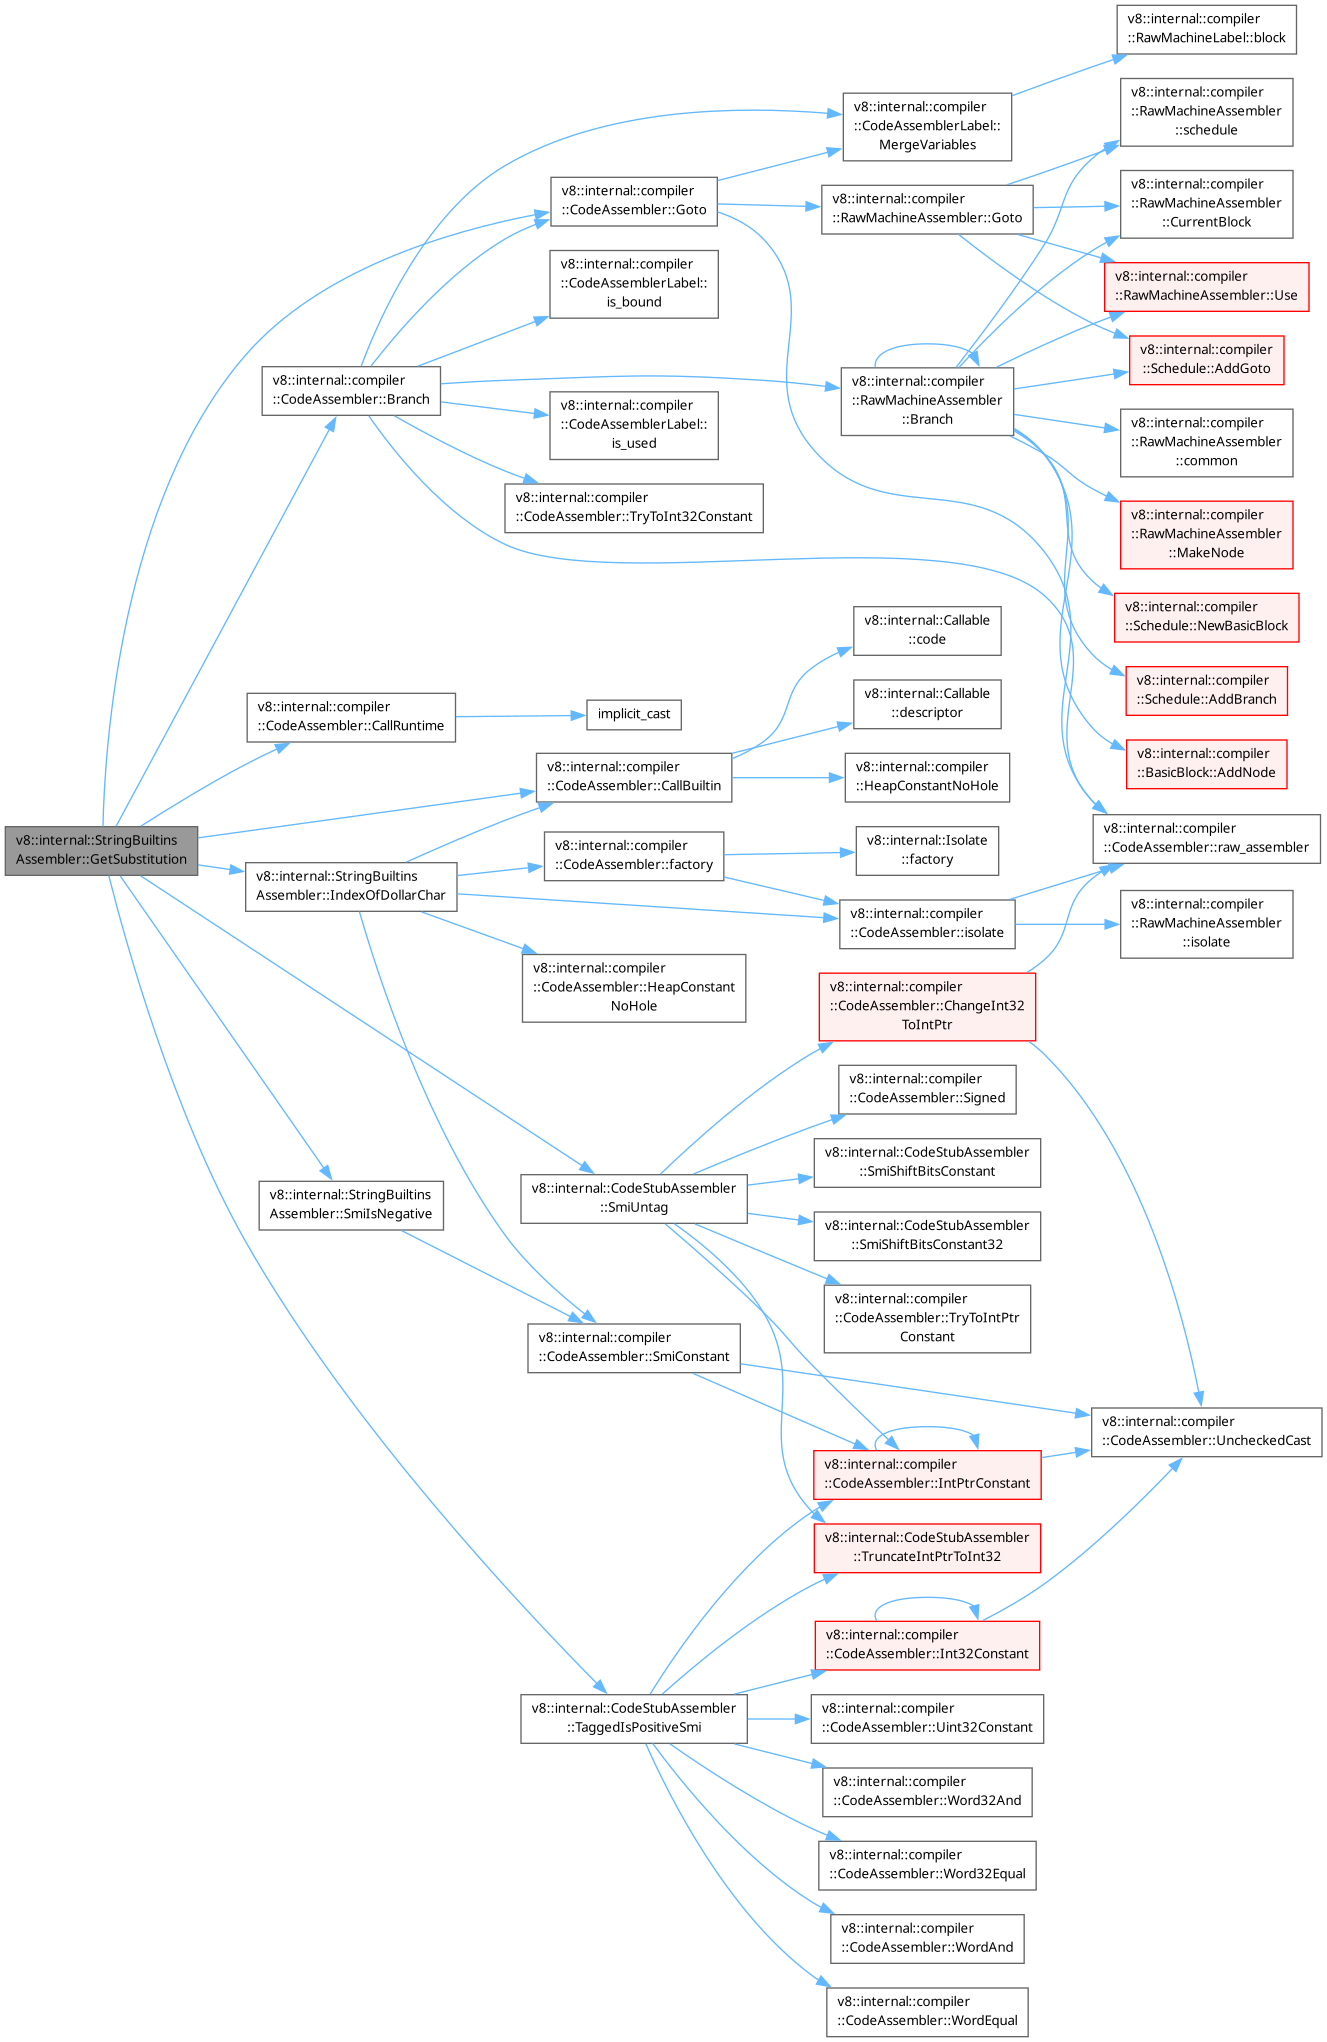 v8::internal::StringBuiltins
Assembler::GetSubstitution
v8::internal::compiler
::CodeAssembler::Branch
v8::internal::compiler
::CodeAssembler::CallRuntime
v8::internal::StringBuiltins
Assembler::IndexOfDollarChar
v8::internal::StringBuiltins
Assembler::SmiIsNegative
v8::internal::compiler
::CodeAssembler::Goto
v8::internal::compiler
::CodeAssemblerLabel::
is_bound
v8::internal::compiler
::CodeAssemblerLabel::
is_used
v8::internal::compiler
::CodeAssembler::TryToInt32Constant
implicit_cast
v8::internal::compiler
::CodeAssembler::CallBuiltin
v8::internal::compiler
::CodeAssembler::factory
v8::internal::compiler
::CodeAssembler::HeapConstant
NoHole
v8::internal::CodeStubAssembler
::SmiUntag
v8::internal::compiler
::CodeAssembler::SmiConstant
v8::internal::CodeStubAssembler
::TaggedIsPositiveSmi
v8::internal::compiler
::CodeAssemblerLabel::
MergeVariables
v8::internal::compiler
::RawMachineAssembler::Goto
v8::internal::compiler
::RawMachineAssembler
::Branch
v8::internal::Callable
::code
v8::internal::Callable
::descriptor
v8::internal::compiler
::HeapConstantNoHole
v8::internal::Isolate
::factory
v8::internal::compiler
::CodeAssembler::isolate
v8::internal::compiler
::CodeAssembler::ChangeInt32
ToIntPtr
v8::internal::compiler
::CodeAssembler::Signed
v8::internal::CodeStubAssembler
::SmiShiftBitsConstant
v8::internal::CodeStubAssembler
::SmiShiftBitsConstant32
v8::internal::compiler
::CodeAssembler::TryToIntPtr
Constant
v8::internal::compiler
::CodeAssembler::IntPtrConstant
v8::internal::CodeStubAssembler
::TruncateIntPtrToInt32
v8::internal::compiler
::CodeAssembler::Int32Constant
v8::internal::compiler
::CodeAssembler::Uint32Constant
v8::internal::compiler
::CodeAssembler::Word32And
v8::internal::compiler
::CodeAssembler::Word32Equal
v8::internal::compiler
::CodeAssembler::WordAnd
v8::internal::compiler
::CodeAssembler::WordEqual
v8::internal::compiler
::RawMachineLabel::block
v8::internal::compiler
::RawMachineAssembler
::schedule
v8::internal::compiler
::RawMachineAssembler
::CurrentBlock
v8::internal::compiler
::RawMachineAssembler::Use
v8::internal::compiler
::Schedule::AddGoto
v8::internal::compiler
::RawMachineAssembler
::common
v8::internal::compiler
::RawMachineAssembler
::MakeNode
v8::internal::compiler
::Schedule::NewBasicBlock
v8::internal::compiler
::Schedule::AddBranch
v8::internal::compiler
::BasicBlock::AddNode
v8::internal::compiler
::CodeAssembler::raw_assembler
v8::internal::compiler
::RawMachineAssembler
::isolate
v8::internal::compiler
::CodeAssembler::UncheckedCast